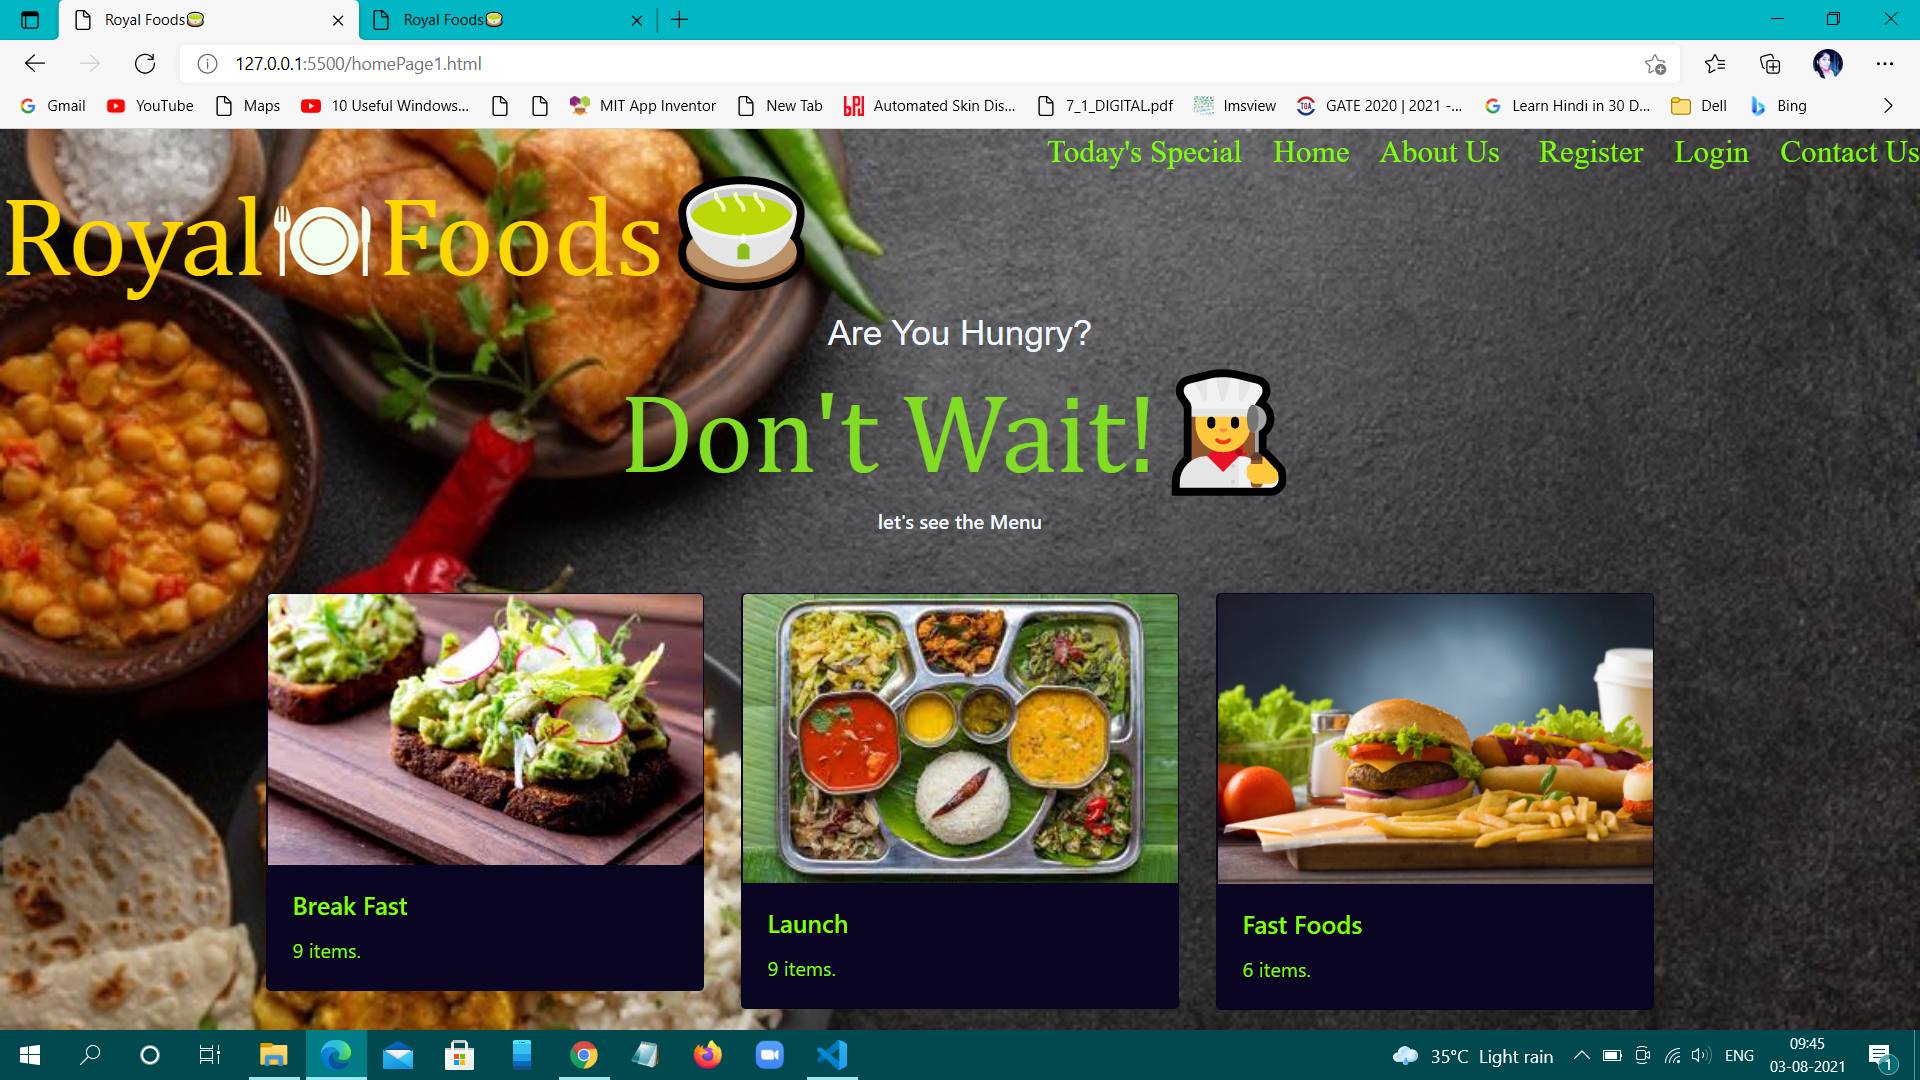 Royal Foods
Royal Foods
127.0.0.1:5500/homePage1.html
Gmail YouTube Maps 10 Useful Windows... MIT App Inventor New Tab bpi Automated Skin Dis... 7_1_DIGITAL.pdf lmsview TGA GATE 2020 | 2021 -... Learn Hindi in 30 D... Dell Bing
Today's Special Home About Us Register Login Contact Us
Royal🍽Foods🍵
Are You Hungry?
Don't Wait!
let's see the Menu
Break Fast
9 items.
Launch
9 items.
Fast Foods
6 items.
35°C Light rain ENG 09:45
03-08-2021
1